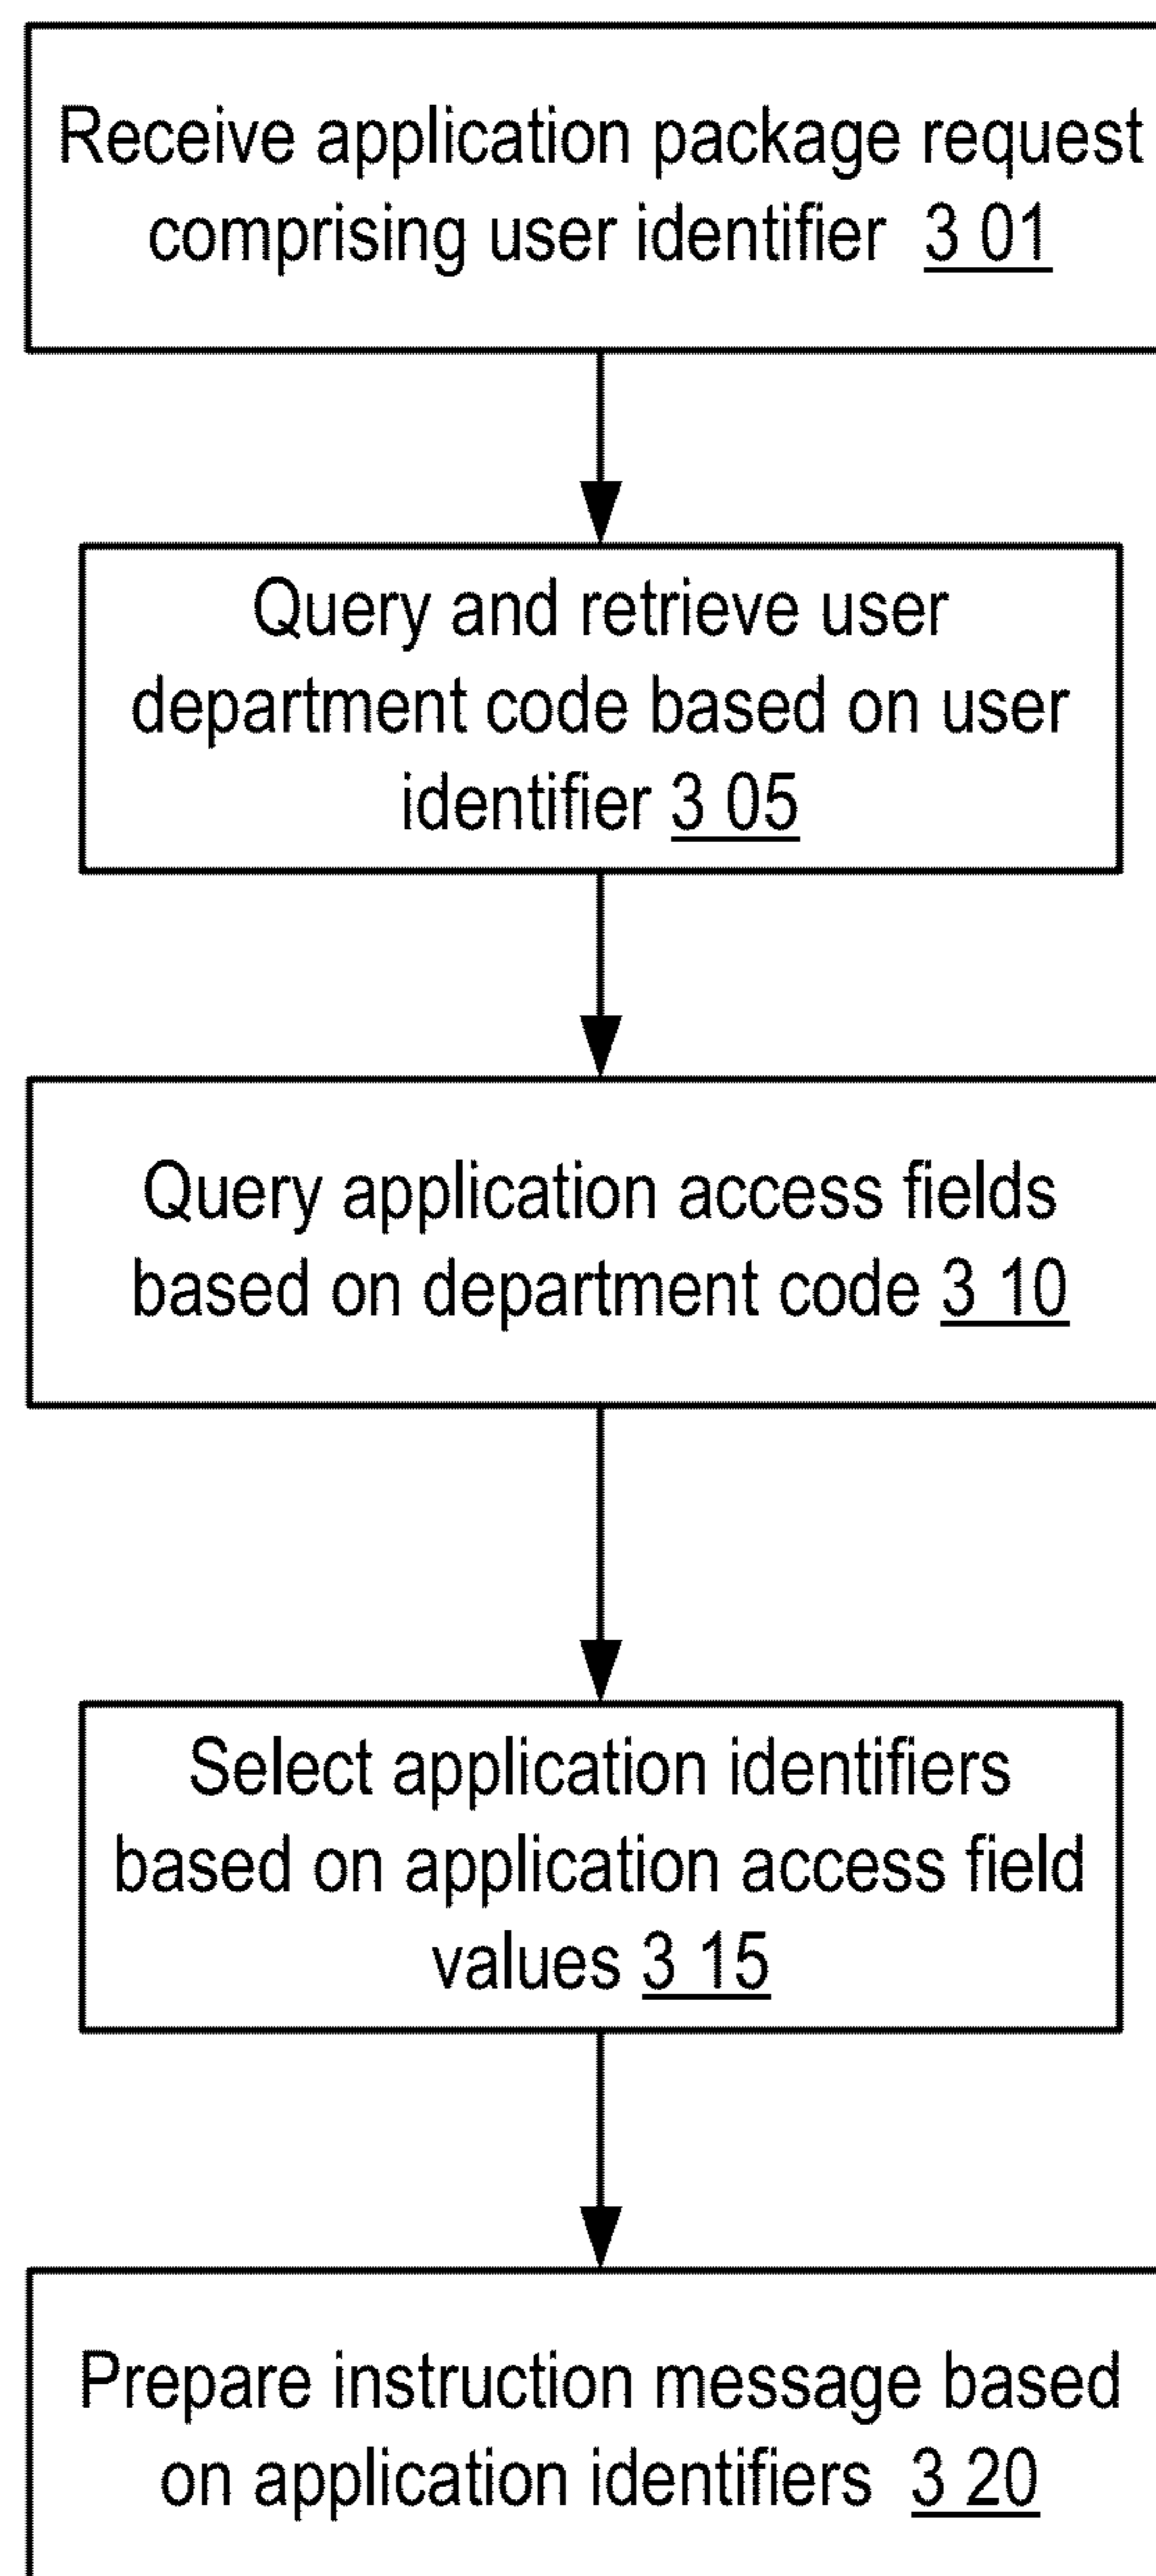 Receive application package request
comprising user identifier 3 01
Query and retrieve user
department code based on user
identifier 3 05
Query application access fields
based on department code 3 10
Select application identifiers
based on application access field
values 3 15
Prepare instruction message based
on application identifiers 3 20